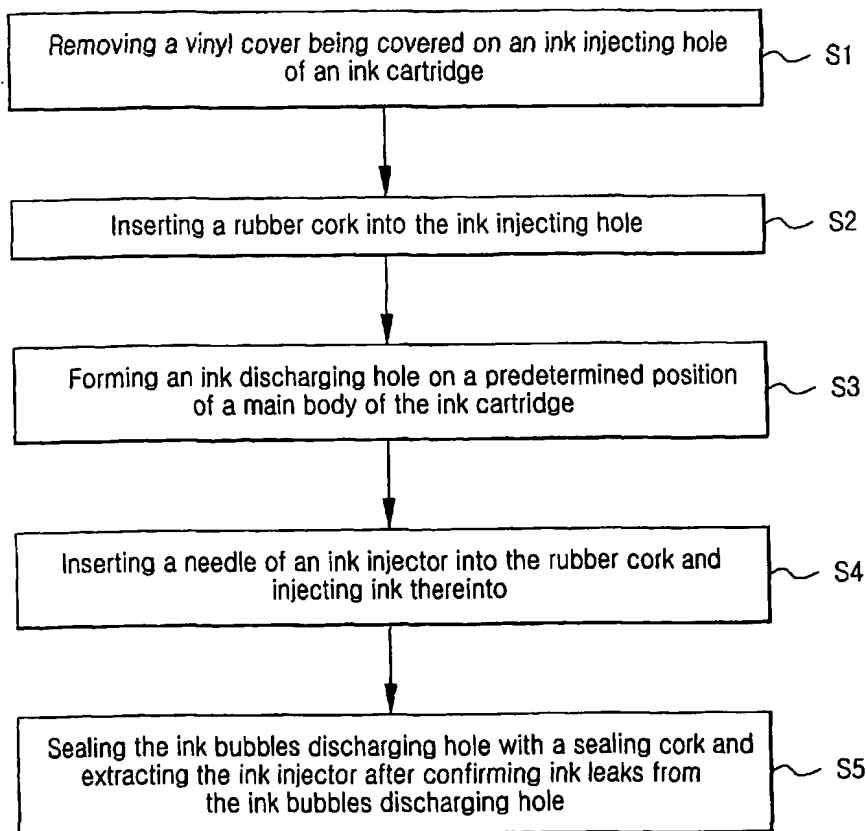 Removing a vinyl cover being covered on an ink injecting hole
of an ink cartridge
S1
Inserting a rubber cork into the ink injecting hole
S2
Forming an ink discharging hole on a predetermined position
of a main body of the ink cartridge
S3
Inserting a needle of an ink injector into the rubber cork and
injecting ink thereinto
S4
Sealing the ink bubbles discharging hole with a sealing cork and
extracting the ink injector after confirming ink leaks from
the ink bubbles discharging hole
S5